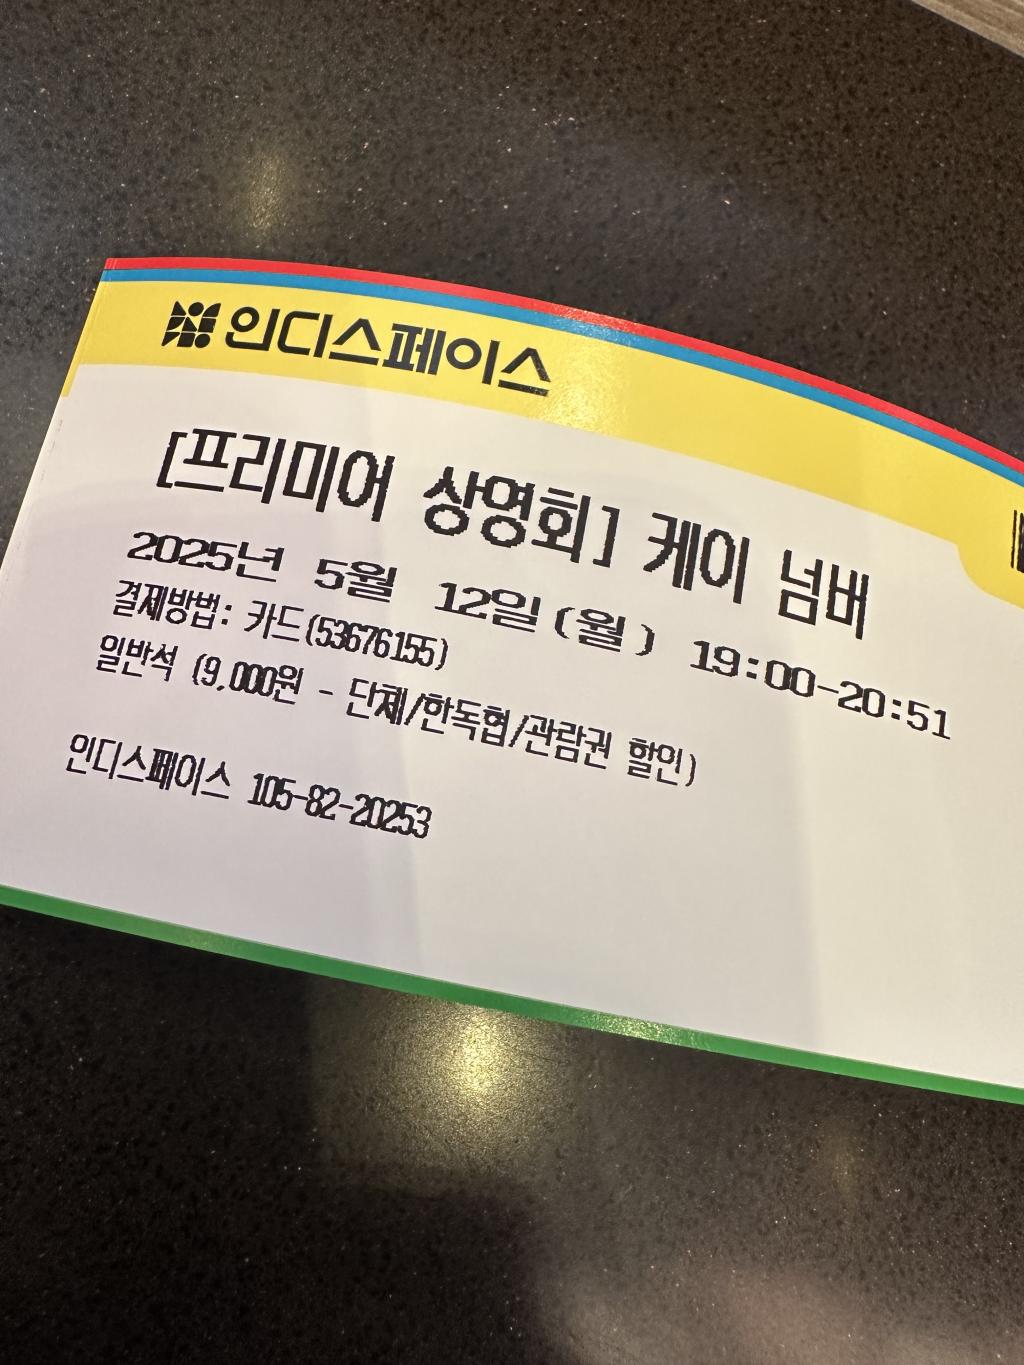 인디스페이스
[프리미어 상영회] 케이 넘버
2025년 5월 12일(월) 19:00-20:51
결제방법: 카드(53676155)
일반석 (9,000원 - 단체/한독협/관람권 할인)
인디스페이스 105-82-20253